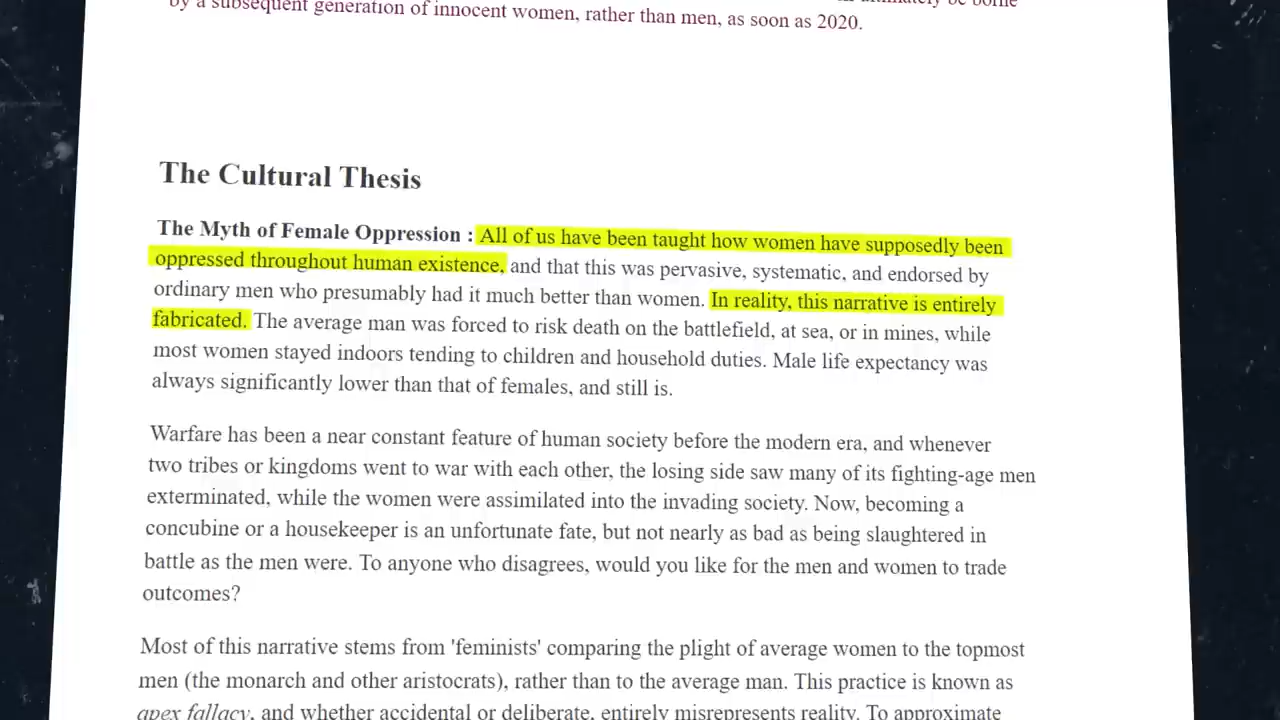 by a subsequent generation of innocent women, rather than men, as soon as 2020.
The Cultural Thesis
The Myth of Female Oppression : All of us have been taught how women have supposedly been
oppressed throughout human existence, and that this was pervasive, systematic, and endorsed by
ordinary men who presumably had it much better than women. In reality, this narrative is entirely
fabricated. The average man was forced to risk death on the battlefield, at sea, or in mines, while
most women stayed indoors tending to children and household duties. Male life expectancy was
always significantly lower than that of females, and still is.
Warfare has been a near constant feature of human society before the modern era, and whenever
two tribes or kingdoms went to war with each other, the losing side saw many of its fighting-age men
exterminated, while the women were assimilated into the invading society. Now, becoming a
concubine or a housekeeper is an unfortunate fate, but not nearly as bad as being slaughtered in
battle as the men were. To anyone who disagrees, would you like for the men and women to trade
outcomes?
Most of this narrative stems from 'feminists' comparing the plight of average women to the topmost
men (the monarch and other aristocrats), rather than to the average man. This practice is known as
apex fallacy, and whether accidental or deliberate, entirely misrepresents reality. To approximate